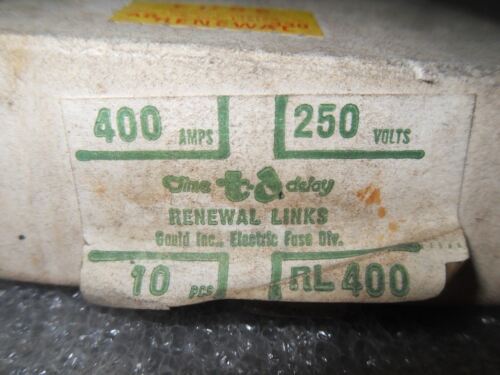 400 AMPS 250 VOLTS
Time t-d delay
RENEWAL LINKS
Gould Inc., Electric Fuse Div.
10 PCS RL 400